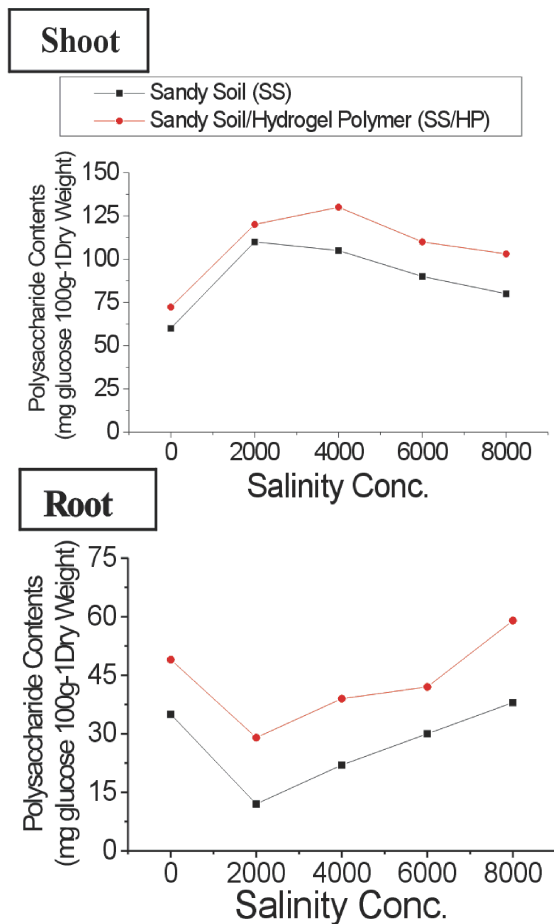 Shoot
Sandy Soil (SS)
Sandy Soil/Hydrogel Polymer (SS/HP)
Polysaccharide Contents
(mg glucose 100g-1Dry Weight)
150
125
100
75
50
25
0
0 2000 4000 6000 8000
Salinity Conc.
Root
Polysaccharide Contents
(mg glucose 100g-1Dry Weight)
75
60
45
30
15
0
0 2000 4000 6000 8000
Salinity Conc.